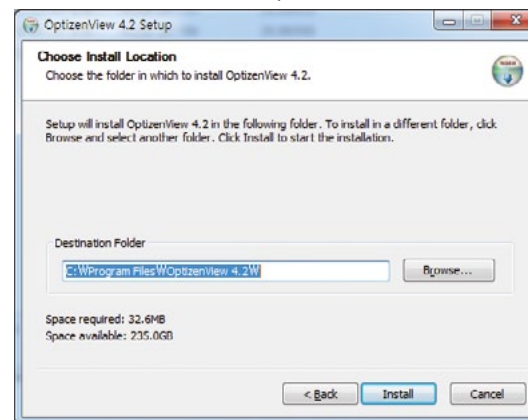 OptizenView 4.2 Setup
Choose Install Location
Choose the folder in which to install OptizenView 4.2.
Setup will install OptizenView 4.2 in the following folder. To install in a different folder, click
Browse and select another folder. Click Install to start the installation.
Destination Folder
C:₩Program Files₩OptizenView 4.2₩
Browse...
Space required: 32.6MB
Space available: 235.0GB
< Back
Install
Cancel